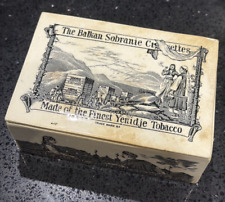 The Balkan Sobranie Cigarettes
Made of the Finest Yenidje Tobacco